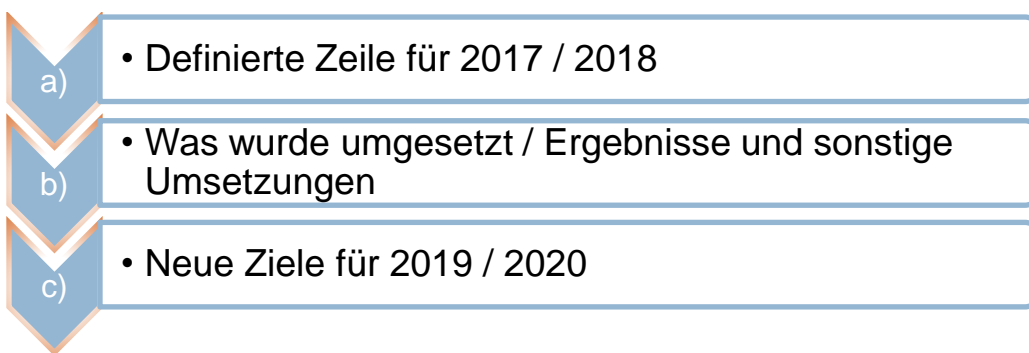 a)
• Definierte Zeile für 2017 / 2018
b)
• Was wurde umgesetzt / Ergebnisse und sonstige
Umsetzungen
c)
• Neue Ziele für 2019 / 2020